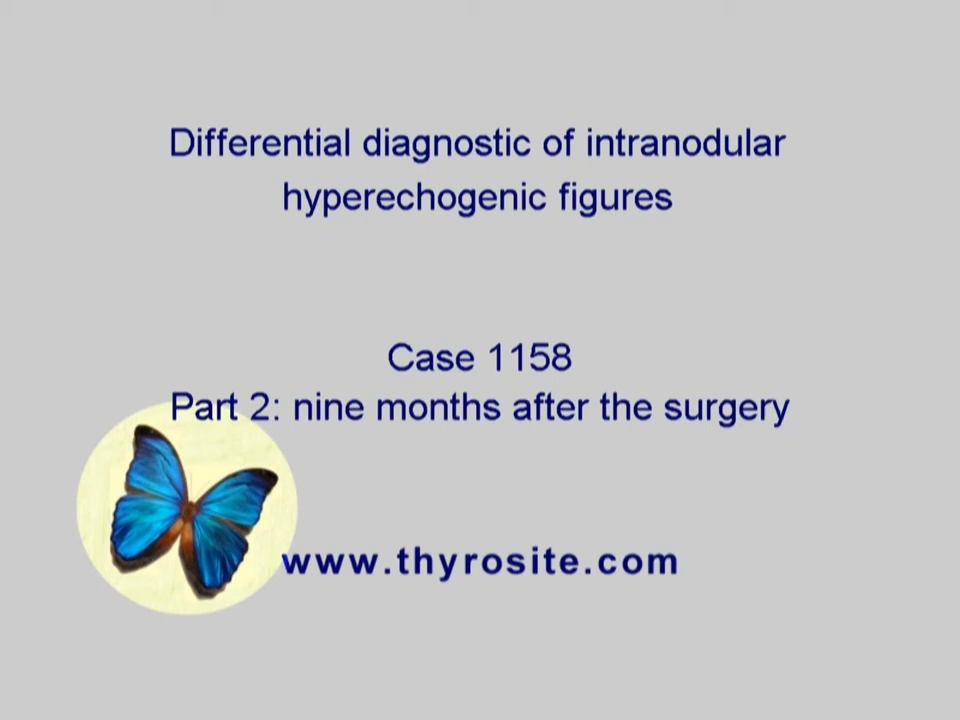 Differential diagnostic of intranodular
hyperechogenic figures
Case 1158
Part 2: nine months after the surgery
www.thyrosite.com